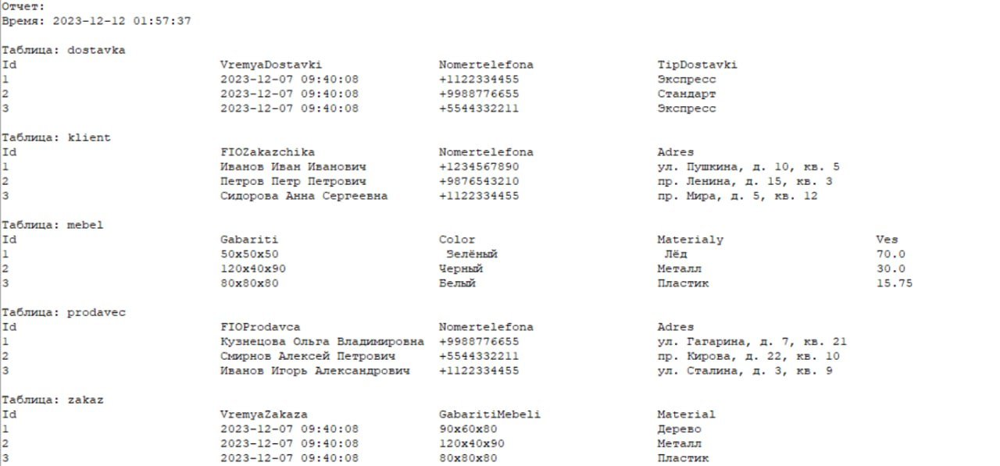 Отчет:
Время: 2023-12-12 01:57:37
Таблица: dostavka
Id VremyaDostavki Nomertelefona TipDostavki
1 2023-12-07 09:40:08 +1122334455 Экспресс
2 2023-12-07 09:40:08 +9988776655 Стандарт
3 2023-12-07 09:40:08 +5544332211 Экспресс
Таблица: klient
Id FIOZakazchika Nomertelefona Adres
1 Иванов Иван Иванович +1234567890 ул. Пушкина, д. 10, кв. 5
2 Петров Петр Петрович +9876543210 пр. Ленина, д. 15, кв. 3
3 Сидорова Анна Сергеевна +1122334455 пр. Мира, д. 5, кв. 12
Таблица: mebel
Id Gabariti Color Materialy Ves
1 50x50x50 Зелёный Лёд 70.0
2 120x40x90 Черный Металл 30.0
3 80x80x80 Белый Пластик 15.75
Таблица: prodavec
Id FIOProdavca Nomertelefona Adres
1 Кузнецова Ольга Владимировна +9988776655 ул. Гагарина, д. 7, кв. 21
2 Смирнов Алексей Петрович +5544332211 пр. Кирова, д. 22, кв. 10
3 Иванов Игорь Александрович +1122334455 ул. Сталина, д. 3, кв. 9
Таблица: zakaz
Id VremyaZakaza GabaritiMebeli Material
1 2023-12-07 09:40:08 90x60x80 Дерево
2 2023-12-07 09:40:08 120x40x90 Металл
3 2023-12-07 09:40:08 80x80x80 Пластик